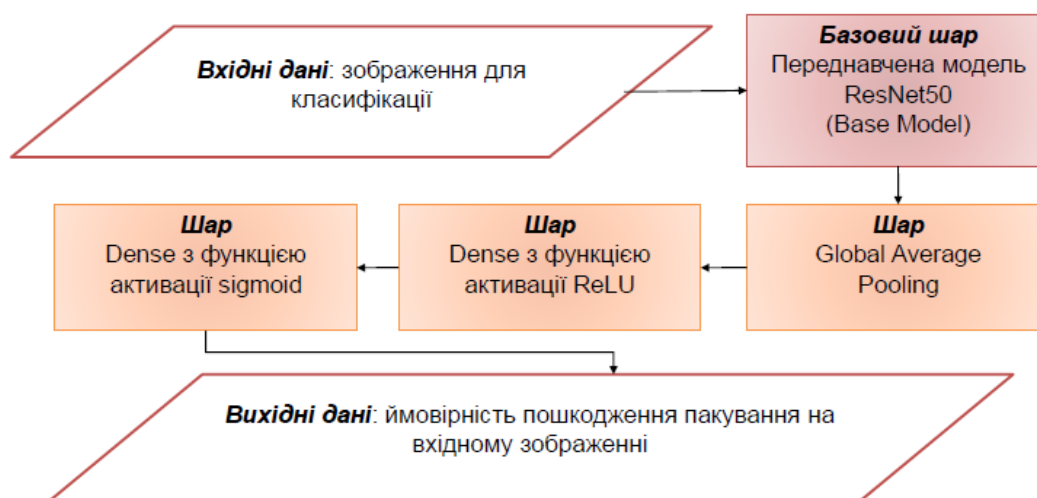 Вхідні дані: зображення для
класифікації
Базовий шар
Переднавчена модель
ResNet50
(Base Model)
Шар
Global Average
Pooling
Шар
Dense з функцією
активації ReLU
Шар
Dense з функцією
активації sigmoid
Вихідні дані: ймовірність пошкодження пакування на
вхідному зображенні